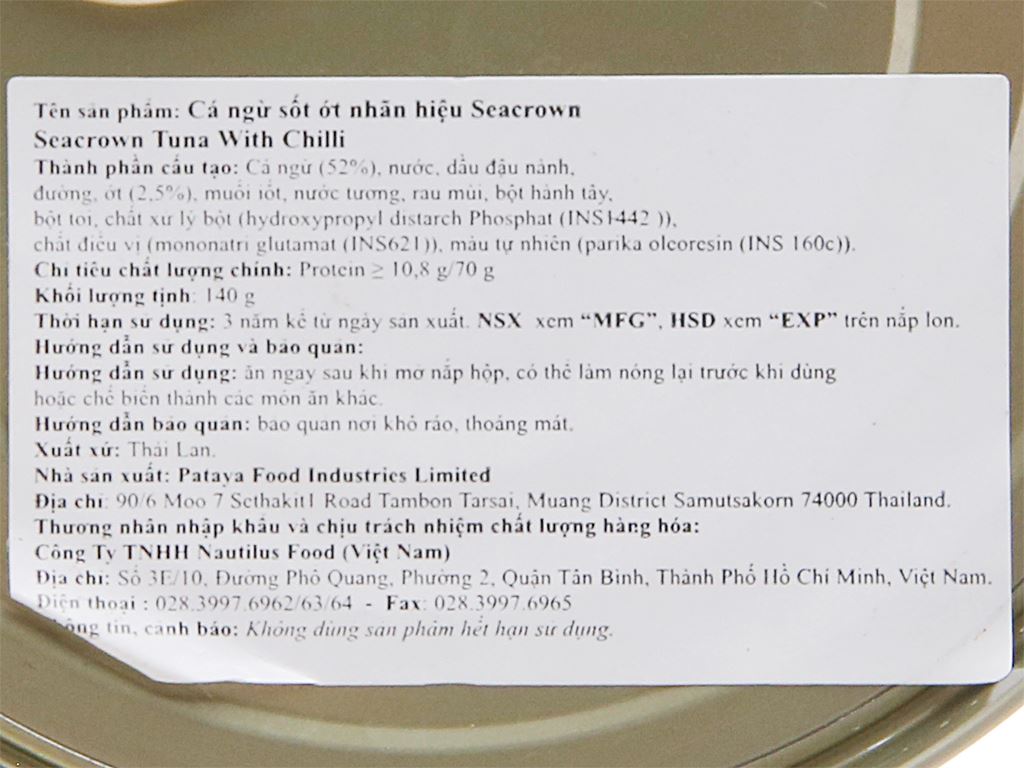 Tên sản phẩm: Cá ngừ sốt ớt nhãn hiệu Seacrown
Seacrown Tuna With Chilli
Thành phần cấu tạo: Cá ngừ (52%), nước, dầu đậu nành,
đường, ớt (2,5%), muối iốt, nước tương, rau mùi, bột hành tây,
bột tỏi, chất xử lý bột (hydroxypropyl distarch Phosphat (INS1442 )),
chất điều vị (mononatri glutamat (INS621)), màu tự nhiên (parika oleoresin (INS 160c)).
Chỉ tiêu chất lượng chính: Protein ≥ 10,8 g/70 g
Khối lượng tịnh: 140 g
Thời hạn sử dụng: 3 năm kể từ ngày sản xuất. NSX xem “MFG”, HSD xem “EXP” trên nắp lon.
Hướng dẫn sử dụng và bảo quản:
Hướng dẫn sử dụng: ăn ngay sau khi mở nắp hộp, có thể làm nóng lại trước khi dùng
hoặc chế biến thành các món ăn khác.
Hướng dẫn bảo quản: bảo quản nơi khô ráo, thoáng mát.
Xuất xứ: Thái Lan.
Nhà sản xuất: Pataya Food Industries Limited
Địa chỉ: 90/6 Moo 7 Sethakit1 Road Tambon Tarsai, Muang District Samutsakorn 74000 Thailand.
Thương nhân nhập khẩu và chịu trách nhiệm chất lượng hàng hóa:
Công Ty TNHH Nautilus Food (Việt Nam)
Địa chỉ: Số 3E/10, Đường Phổ Quang, Phường 2, Quận Tân Bình, Thành Phố Hồ Chí Minh, Việt Nam.
Điện thoại : 028.3997.6962/63/64 - Fax: 028.3997.6965
tin, cảnh báo: Không dùng sản phẩm hết hạn sử dụng.